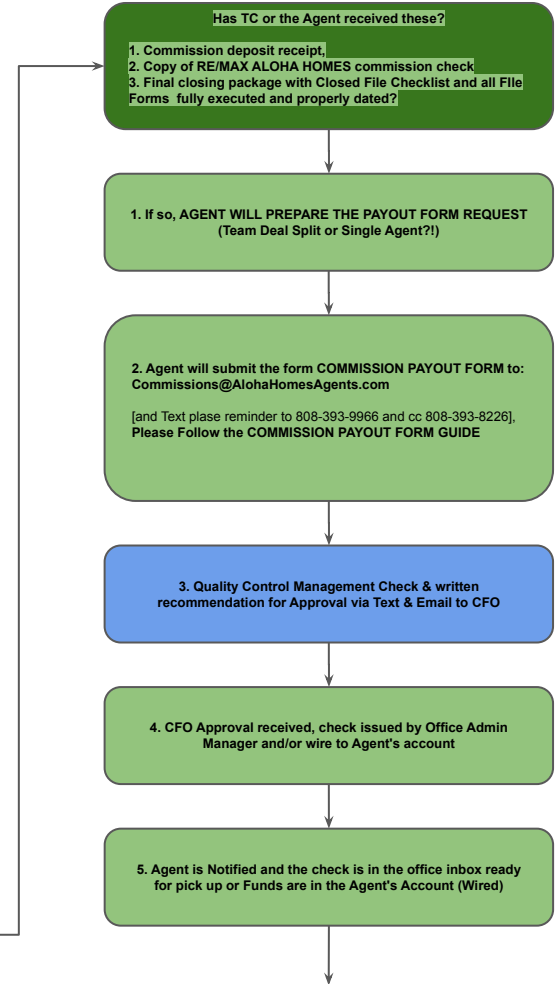 Has TC or the Agent received these?
1. Commission deposit receipt,
2. Copy of RE/MAX ALOHA HOMES commission check
3. Final closing package with Closed File Checklist and all FIle
Forms fully executed and properly dated?
1. If so, AGENT WILL PREPARE THE PAYOUT FORM REQUEST
(Team Deal Split or Single Agent?!)
2. Agent will submit the form COMMISSION PAYOUT FORM to:
Commissions@AlohaHomesAgents.com
[and Text plase reminder to 808-393-9966 and cc 808-393-8226],
Please Follow the COMMISSION PAYOUT FORM GUIDE
3. Quality Control Management Check & written
recommendation for Approval via Text & Email to CFO
4. CFO Approval received, check issued by Office Admin
Manager and/or wire to Agent's account
5. Agent is Notified and the check is in the office inbox ready
for pick up or Funds are in the Agent's Account (Wired)